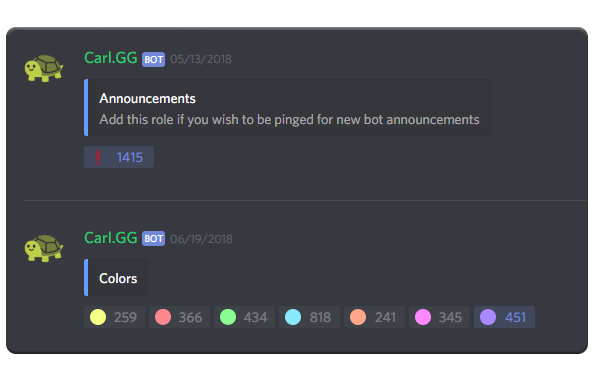 Carl.GG BOT 05/13/2018
Announcements
Add this role if you wish to be pinged for new bot announcements
1415
Carl.GG BOT 06/19/2018
Colors
259 366 434 818 241 345 451